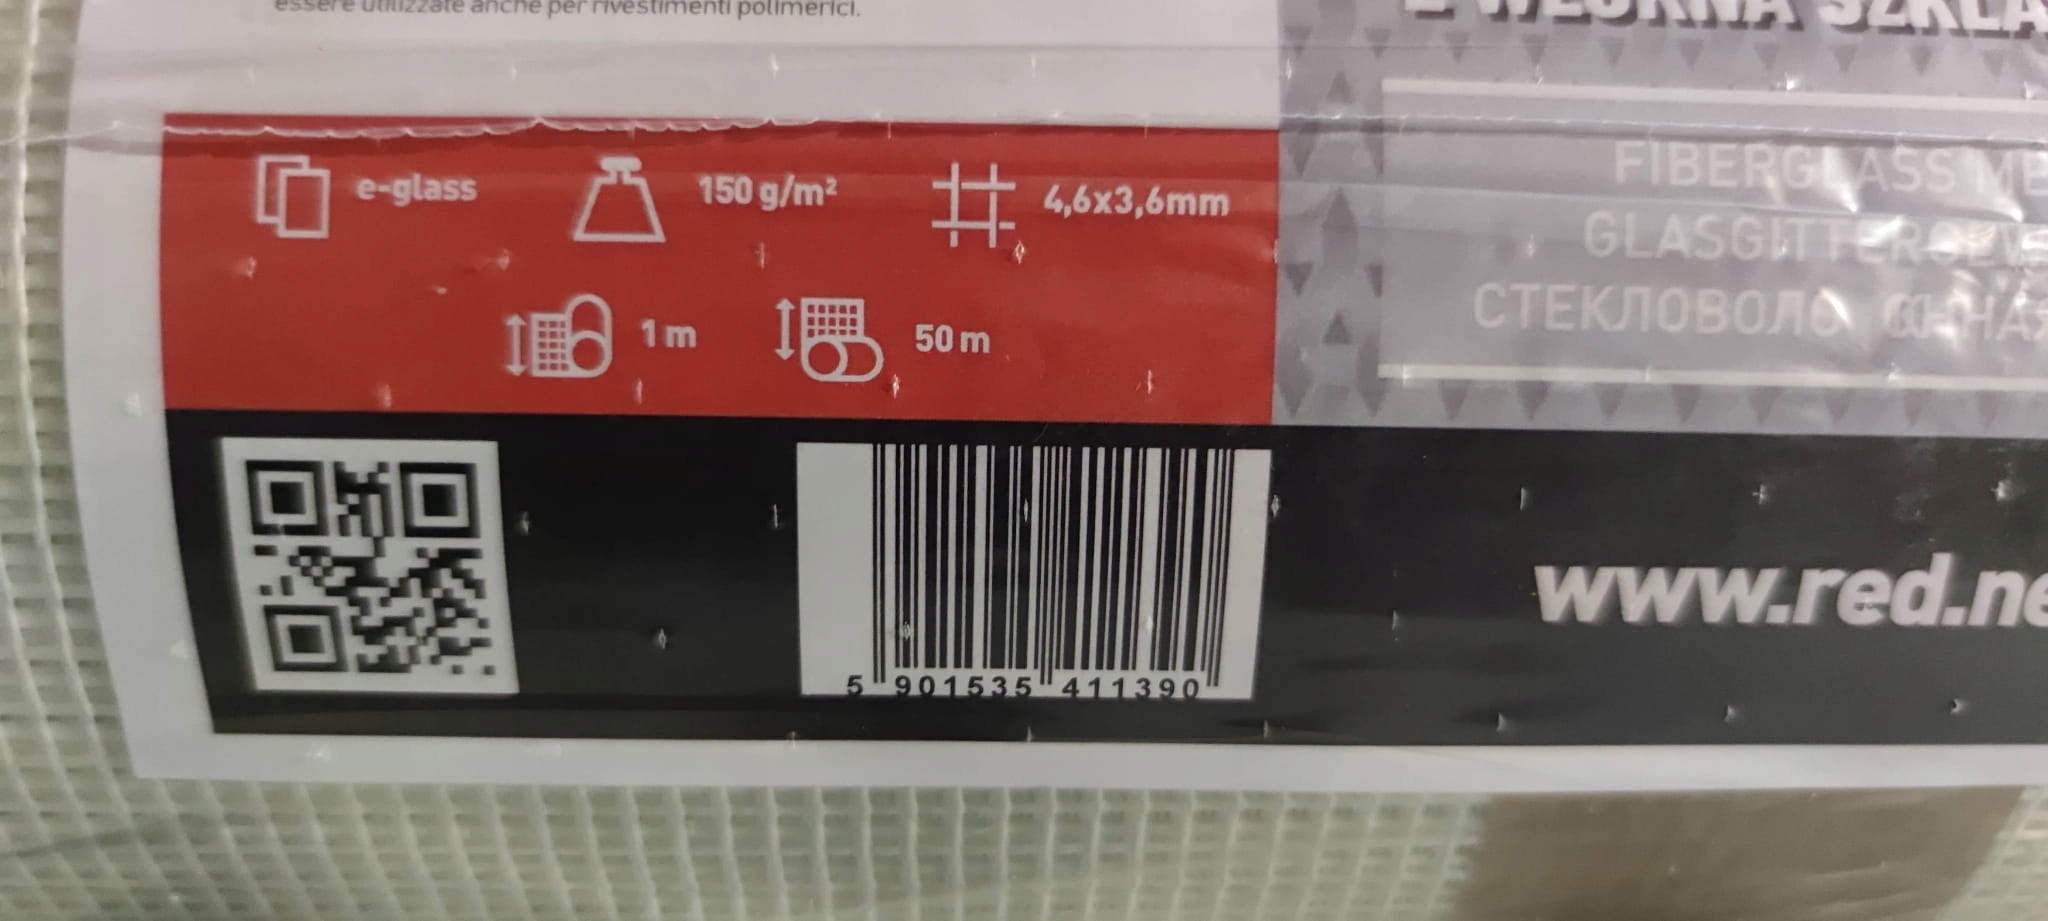 essere utilizzate anche per rivestimenti polimerici.
Z WŁÓKNA
e-glass
150 g/m²
4,6x3,6mm
1 m
50 m
FIBERGLASS
www.red.ne
5 901535 411390